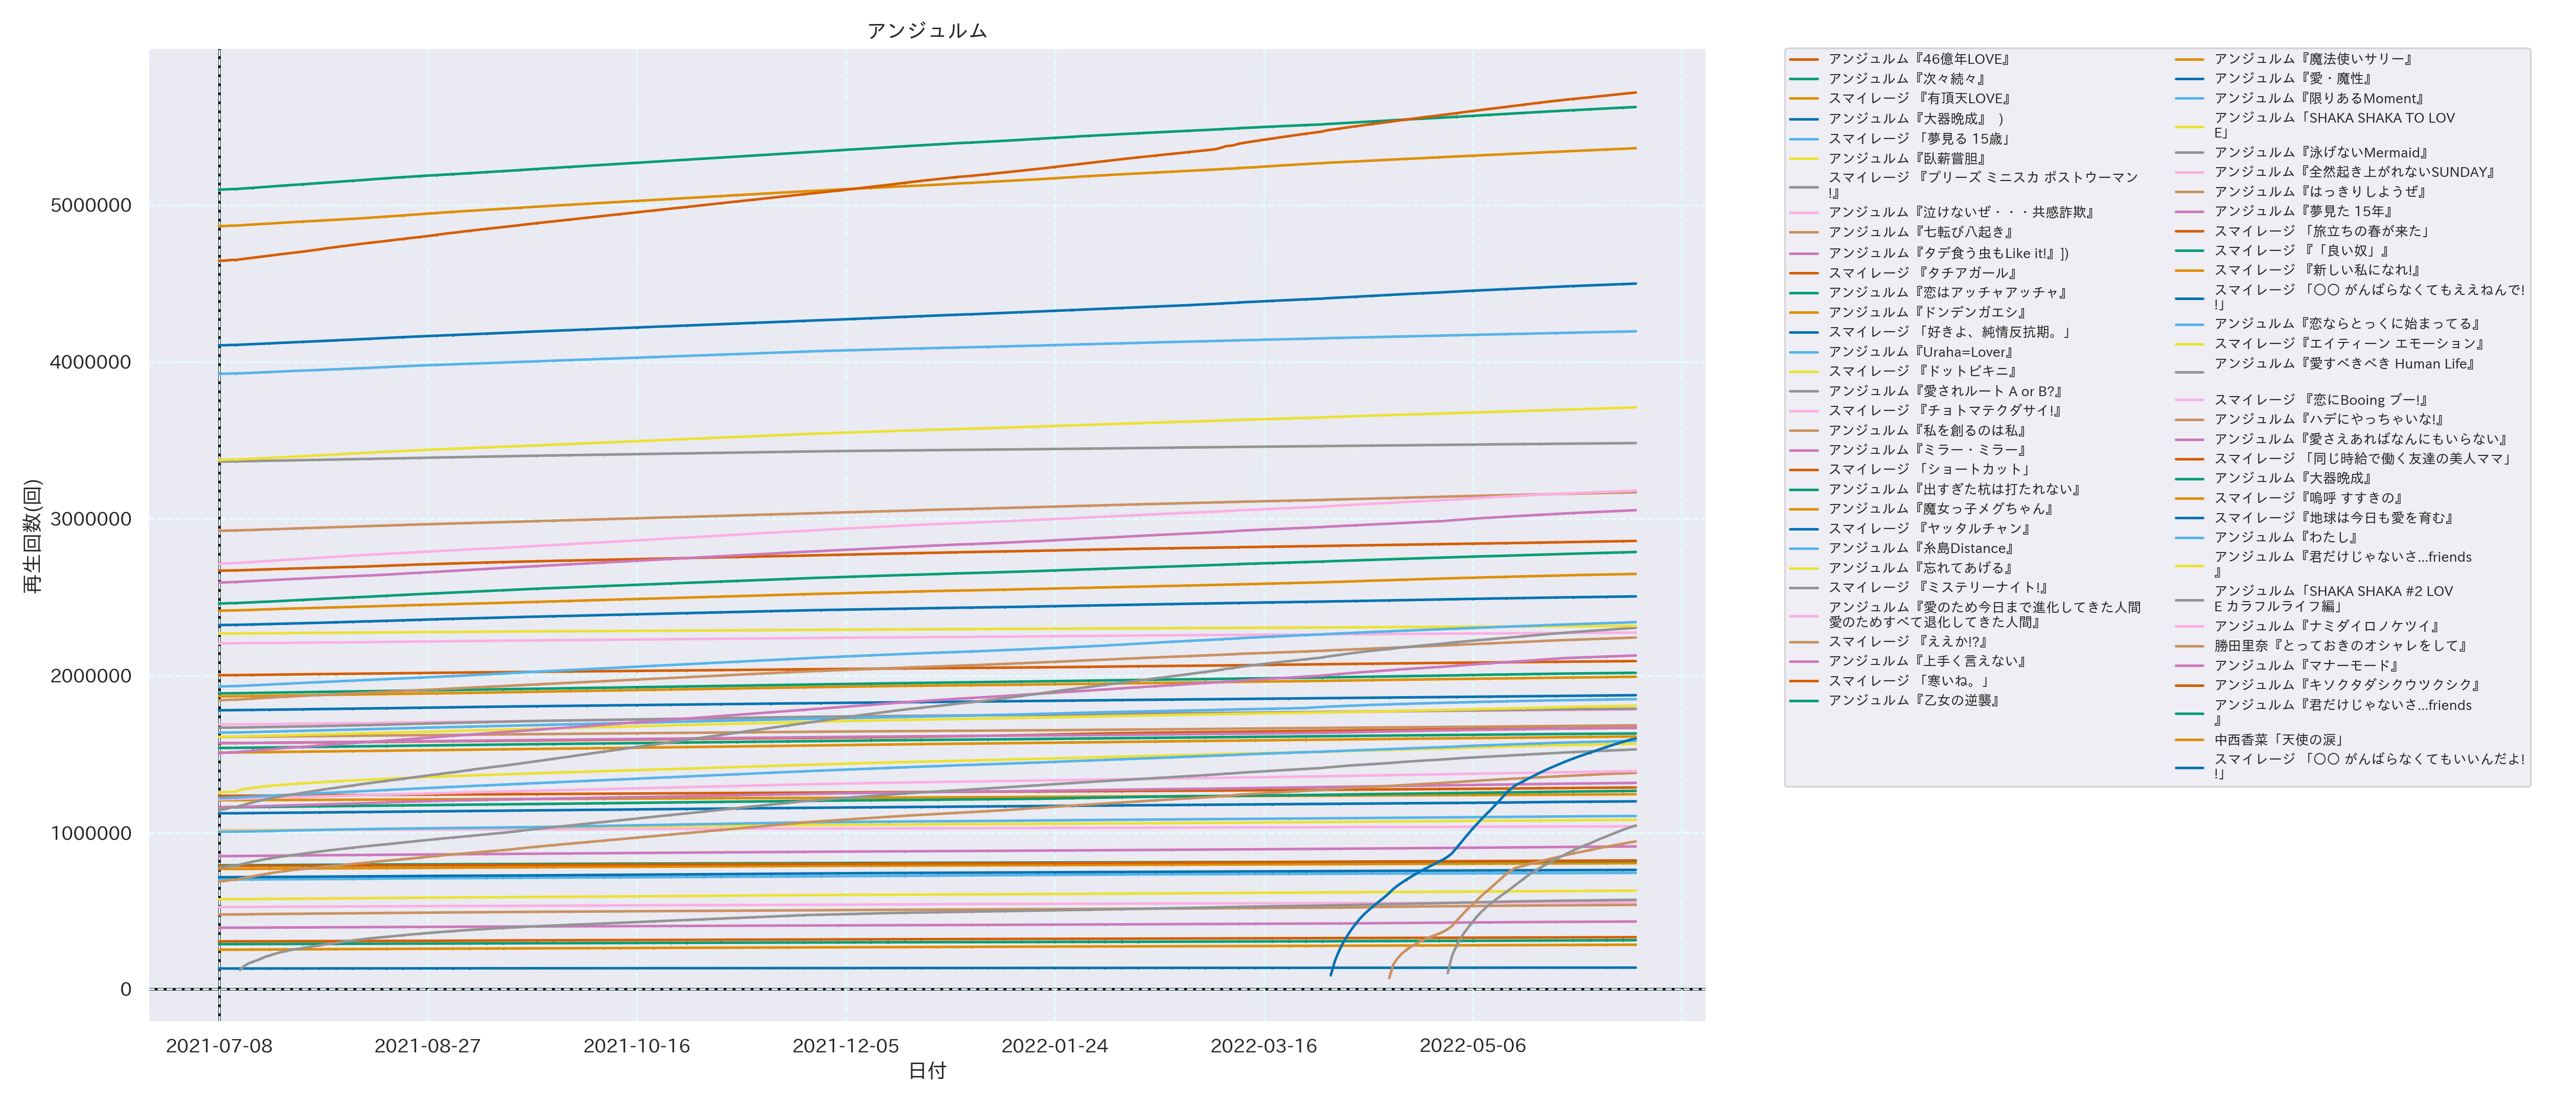 アンジュルム
再生回数(回)
5000000
4000000
3000000
2000000
1000000
0
2021-07-08
2021-08-27
2021-10-16
2021-12-05
2022-01-24
2022-03-16
2022-05-06
日付
アンジュルム『46億年LOVE』
アンジュルム『次々続々』
スマイレージ 『有頂天LOVE』
アンジュルム『大器晩成』 )
スマイレージ 「夢見る 15歳」
アンジュルム『臥薪嘗胆』
スマイレージ 『プリーズ ミニスカ ポストウーマン
!』
アンジュルム『泣けないぜ・・・共感詐欺』
アンジュルム『七転び八起き』
アンジュルム『タデ食う虫もLike it!』])
スマイレージ 『タチアガール』
アンジュルム『恋はアッチャアッチャ』
アンジュルム『ドンデンガエシ』
スマイレージ 「好きよ、純情反抗期。」
アンジュルム『Uraha=Lover』
スマイレージ 『ドットビキニ』
アンジュルム『愛されルート A or B?』
スマイレージ 『チョトマテクダサイ!』
アンジュルム『私を創るのは私』
アンジュルム『ミラー・ミラー』
スマイレージ 「ショートカット」
アンジュルム『出すぎた杭は打たれない』
アンジュルム『魔女っ子メグちゃん』
スマイレージ 『ヤッタルチャン』
アンジュルム『糸島Distance』
アンジュルム『忘れてあげる』
スマイレージ 『ミステリーナイト!』
アンジュルム『愛のため今日まで進化してきた人間
愛のためすべて退化してきた人間』
スマイレージ 『ええか!?』
アンジュルム『上手く言えない』
スマイレージ 「寒いね。」
アンジュルム『乙女の逆襲』
アンジュルム『魔法使いサリー』
アンジュルム『愛・魔性』
アンジュルム『限りあるMoment』
アンジュルム「SHAKA SHAKA TO LOV
E」
アンジュルム『泳げないMermaid』
アンジュルム『全然起き上がれないSUNDAY』
アンジュルム『はっきりしようぜ』
アンジュルム『夢見た 15年』
スマイレージ 「旅立ちの春が来た」
スマイレージ 『「良い奴」』
スマイレージ 『新しい私になれ!』
スマイレージ 「〇〇 がんばらなくてもええねんで!
!」
アンジュルム『恋ならとっくに始まってる』
スマイレージ『エイティーン エモーション』
アンジュルム『愛すべきべき Human Life』
スマイレージ 『恋にBooing ブー!』
アンジュルム『ハデにやっちゃいな!』
アンジュルム『愛さえあればなんにもいらない』
スマイレージ 「同じ時給で働く友達の美人ママ」
アンジュルム『大器晩成』
スマイレージ『嗚呼 すすきの』
スマイレージ『地球は今日も愛を育む』
アンジュルム『わたし』
アンジュルム『君だけじゃないさ...friends
』
アンジュルム「SHAKA SHAKA #2 LOV
E カラフルライフ編」
アンジュルム『ナミダイロノケツイ』
勝田里奈『とっておきのオシャレをして』
アンジュルム『マナーモード』
アンジュルム『キソクタダシクウツクシク』
アンジュルム『君だけじゃないさ...friends
』
中西香菜「天使の涙」
スマイレージ 「〇〇 がんばらなくてもいいんだよ!
!」